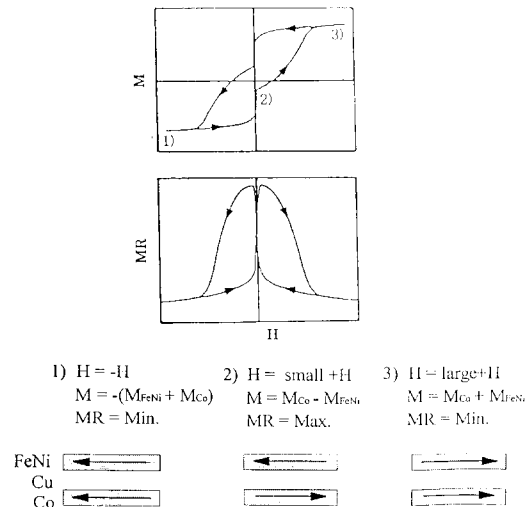 M
3)
2)
1)
MR
H
1) H = -H
M = -(MFeNi + MCo)
MR = Min.
2) H = small +H
M = MCo - MFeNi
MR = Max.
3) H = large+H
M = MCo + MFeNi
MR = Min.
FeNi
Cu
Co